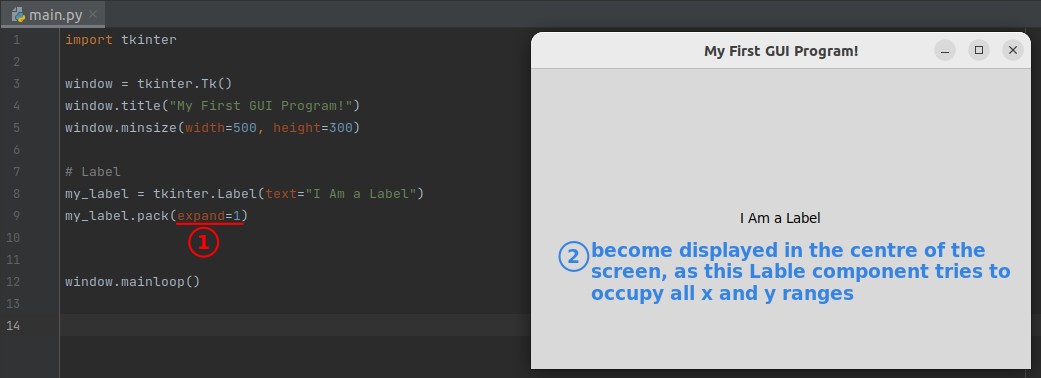 main.py
1 import tkinter
2
3 window = tkinter.Tk()
4 window.title("My First GUI Program!")
5 window.minsize(width=500, height=300)
6
7 # Label
8 my_label = tkinter.Label(text="I Am a Label")
9 my_label.pack(expand=1)
10
11
12 window.mainloop()
13
14
1
My First GUI Program!
I Am a Label
2 become displayed in the centre of the
screen, as this Lable component tries to
occupy all x and y ranges